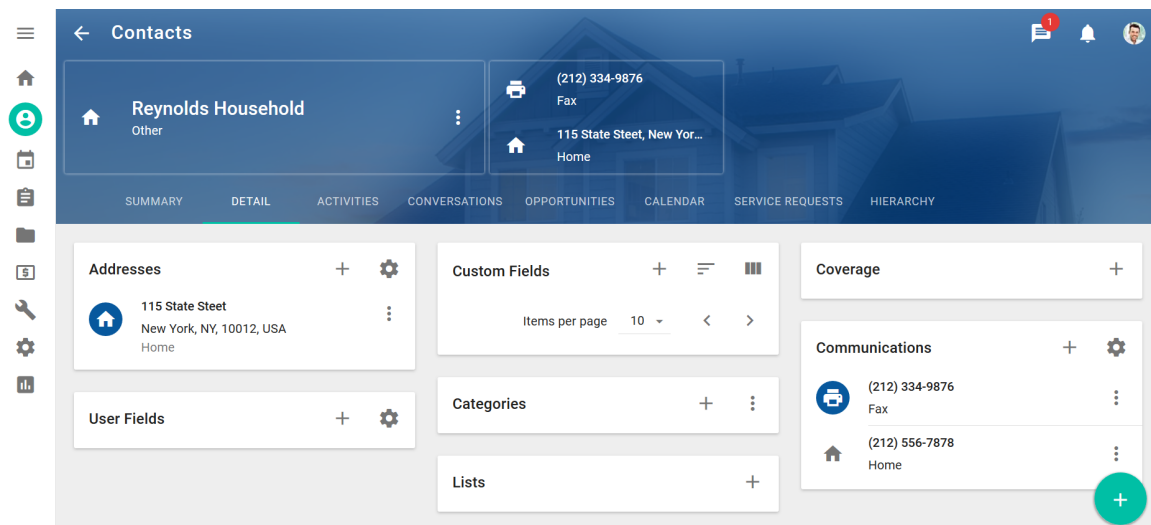 Contacts
1
Reynolds Household
Other
(212) 334-9876
Fax
115 State Steet, New Yor...
Home
SUMMARY DETAIL ACTIVITIES CONVERSATIONS OPPORTUNITIES CALENDAR SERVICE REQUESTS HIERARCHY
Addresses
115 State Steet
New York, NY, 10012, USA
Home
User Fields
Custom Fields
Items per page 10
Categories
Lists
Coverage
Communications
(212) 334-9876
Fax
(212) 556-7878
Home